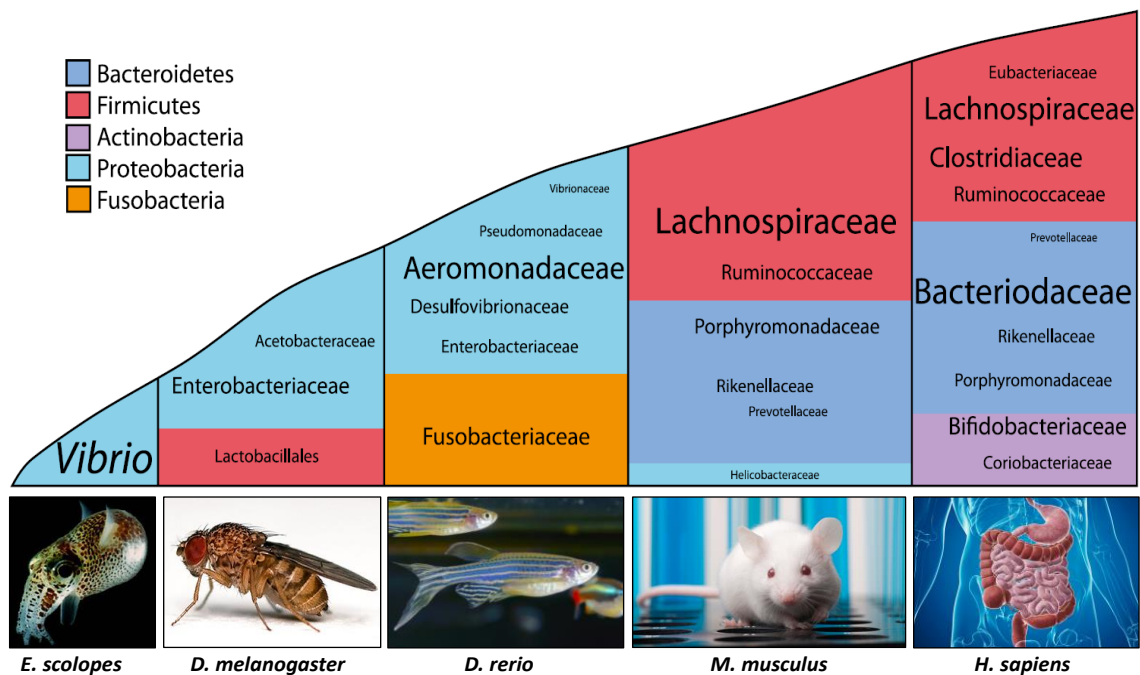 Bacteroidetes
Firmicutes
Actinobacteria
Proteobacteria
Fusobacteria
Vibrio
Acetobacteraceae
Enterobacteriaceae
Lactobacillales
Vibrionaceae
Pseudomonadaceae
Aeromonadaceae
Desulfovibrionaceae
Enterobacteriaceae
Fusobacteriaceae
Lachnospiraceae
Ruminococcaceae
Porphyromonadaceae
Rikenellaceae
Prevotellaceae
Helicobacteraceae
Eubacteriaceae
Lachnospiraceae
Clostridiaceae
Ruminococcaceae
Prevotellaceae
Bacteriodaceae
Rikenellaceae
Porphyromonadaceae
Bifidobacteriaceae
Coriobacteriaceae
E. scolopes
D. melanogaster
D. rerio
M. musculus
H. sapiens